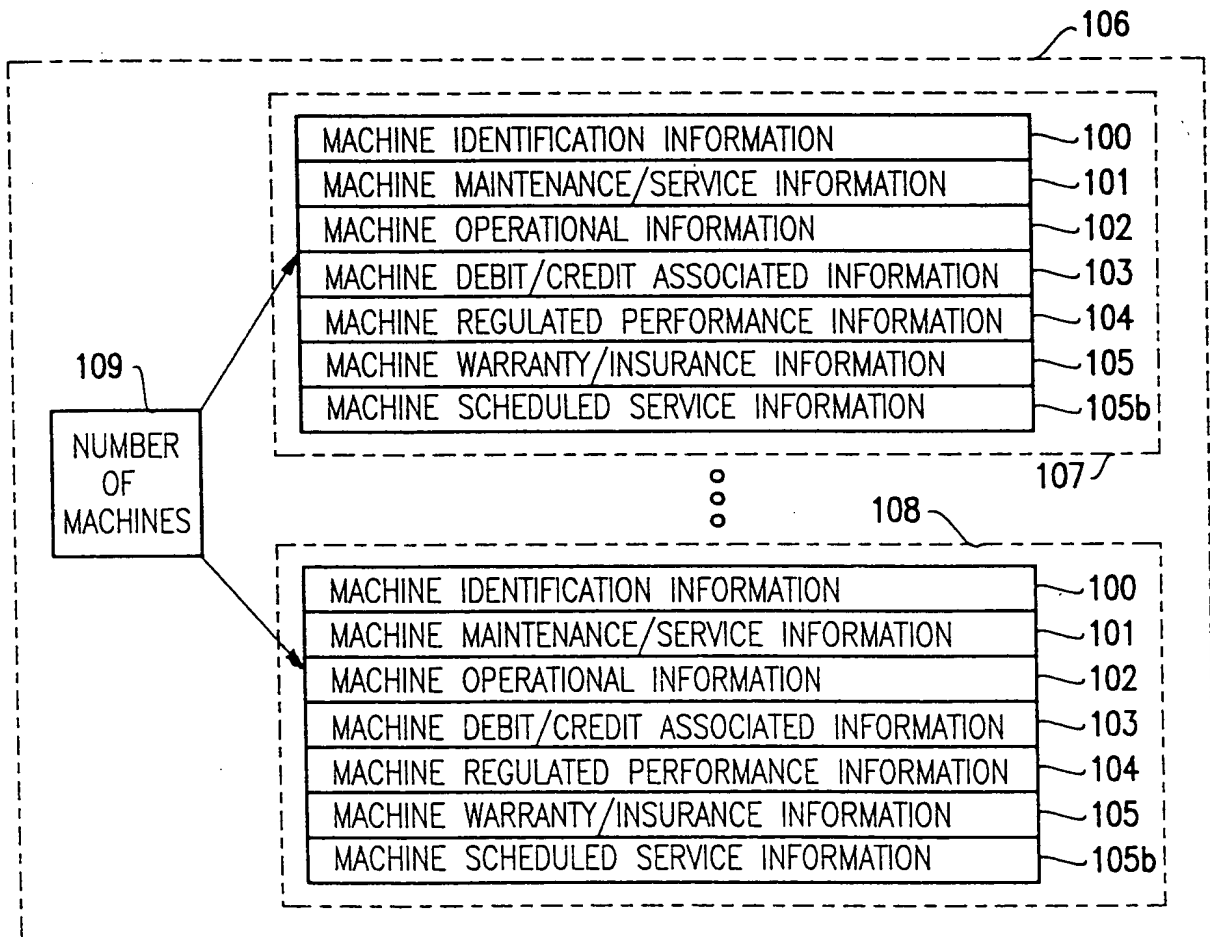 106
MACHINE IDENTIFICATION INFORMATION 100
MACHINE MAINTENANCE/SERVICE INFORMATION 101
MACHINE OPERATIONAL INFORMATION 102
MACHINE DEBIT/CREDIT ASSOCIATED INFORMATION 103
MACHINE REGULATED PERFORMANCE INFORMATION 104
MACHINE WARRANTY/INSURANCE INFORMATION 105
MACHINE SCHEDULED SERVICE INFORMATION 105b
107
109
NUMBER
OF
MACHINES
108
MACHINE IDENTIFICATION INFORMATION 100
MACHINE MAINTENANCE/SERVICE INFORMATION 101
MACHINE OPERATIONAL INFORMATION 102
MACHINE DEBIT/CREDIT ASSOCIATED INFORMATION 103
MACHINE REGULATED PERFORMANCE INFORMATION 104
MACHINE WARRANTY/INSURANCE INFORMATION 105
MACHINE SCHEDULED SERVICE INFORMATION 105b